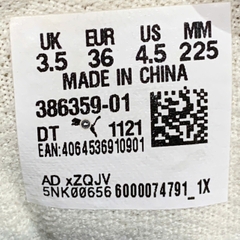 UK EUR US MM
3.5 36 4.5 225
MADE IN CHINA
386359-01
DT 1121
EAN:4064536910901
AD xZQJV
5NK00656 6000074791_1X